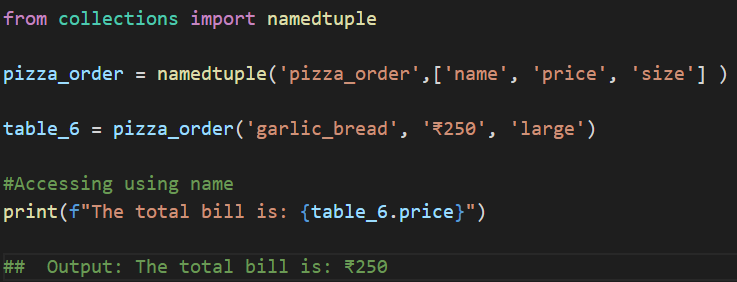 from collections import namedtuple
pizza_order = namedtuple('pizza_order',['name', 'price', 'size'] )
table_6 = pizza_order('garlic_bread', '₹250', 'large')
#Accessing using name
print(f"The total bill is: {table_6.price}")
##  Output: The total bill is: ₹250